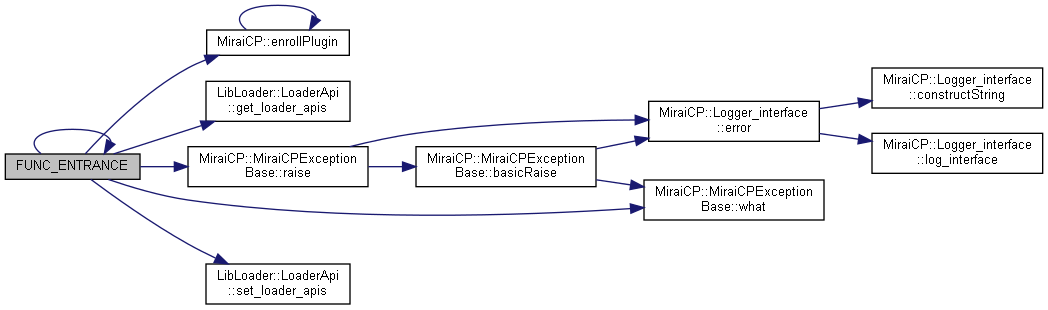 FUNC_ENTRANCE
MiraiCP::enrollPlugin
LibLoader::LoaderApi
::get_loader_apis
MiraiCP::MiraiCPException
Base::raise
LibLoader::LoaderApi
::set_loader_apis
MiraiCP::MiraiCPException
Base::basicRaise
MiraiCP::Logger_interface
::error
MiraiCP::MiraiCPException
Base::what
MiraiCP::Logger_interface
::constructString
MiraiCP::Logger_interface
::log_interface